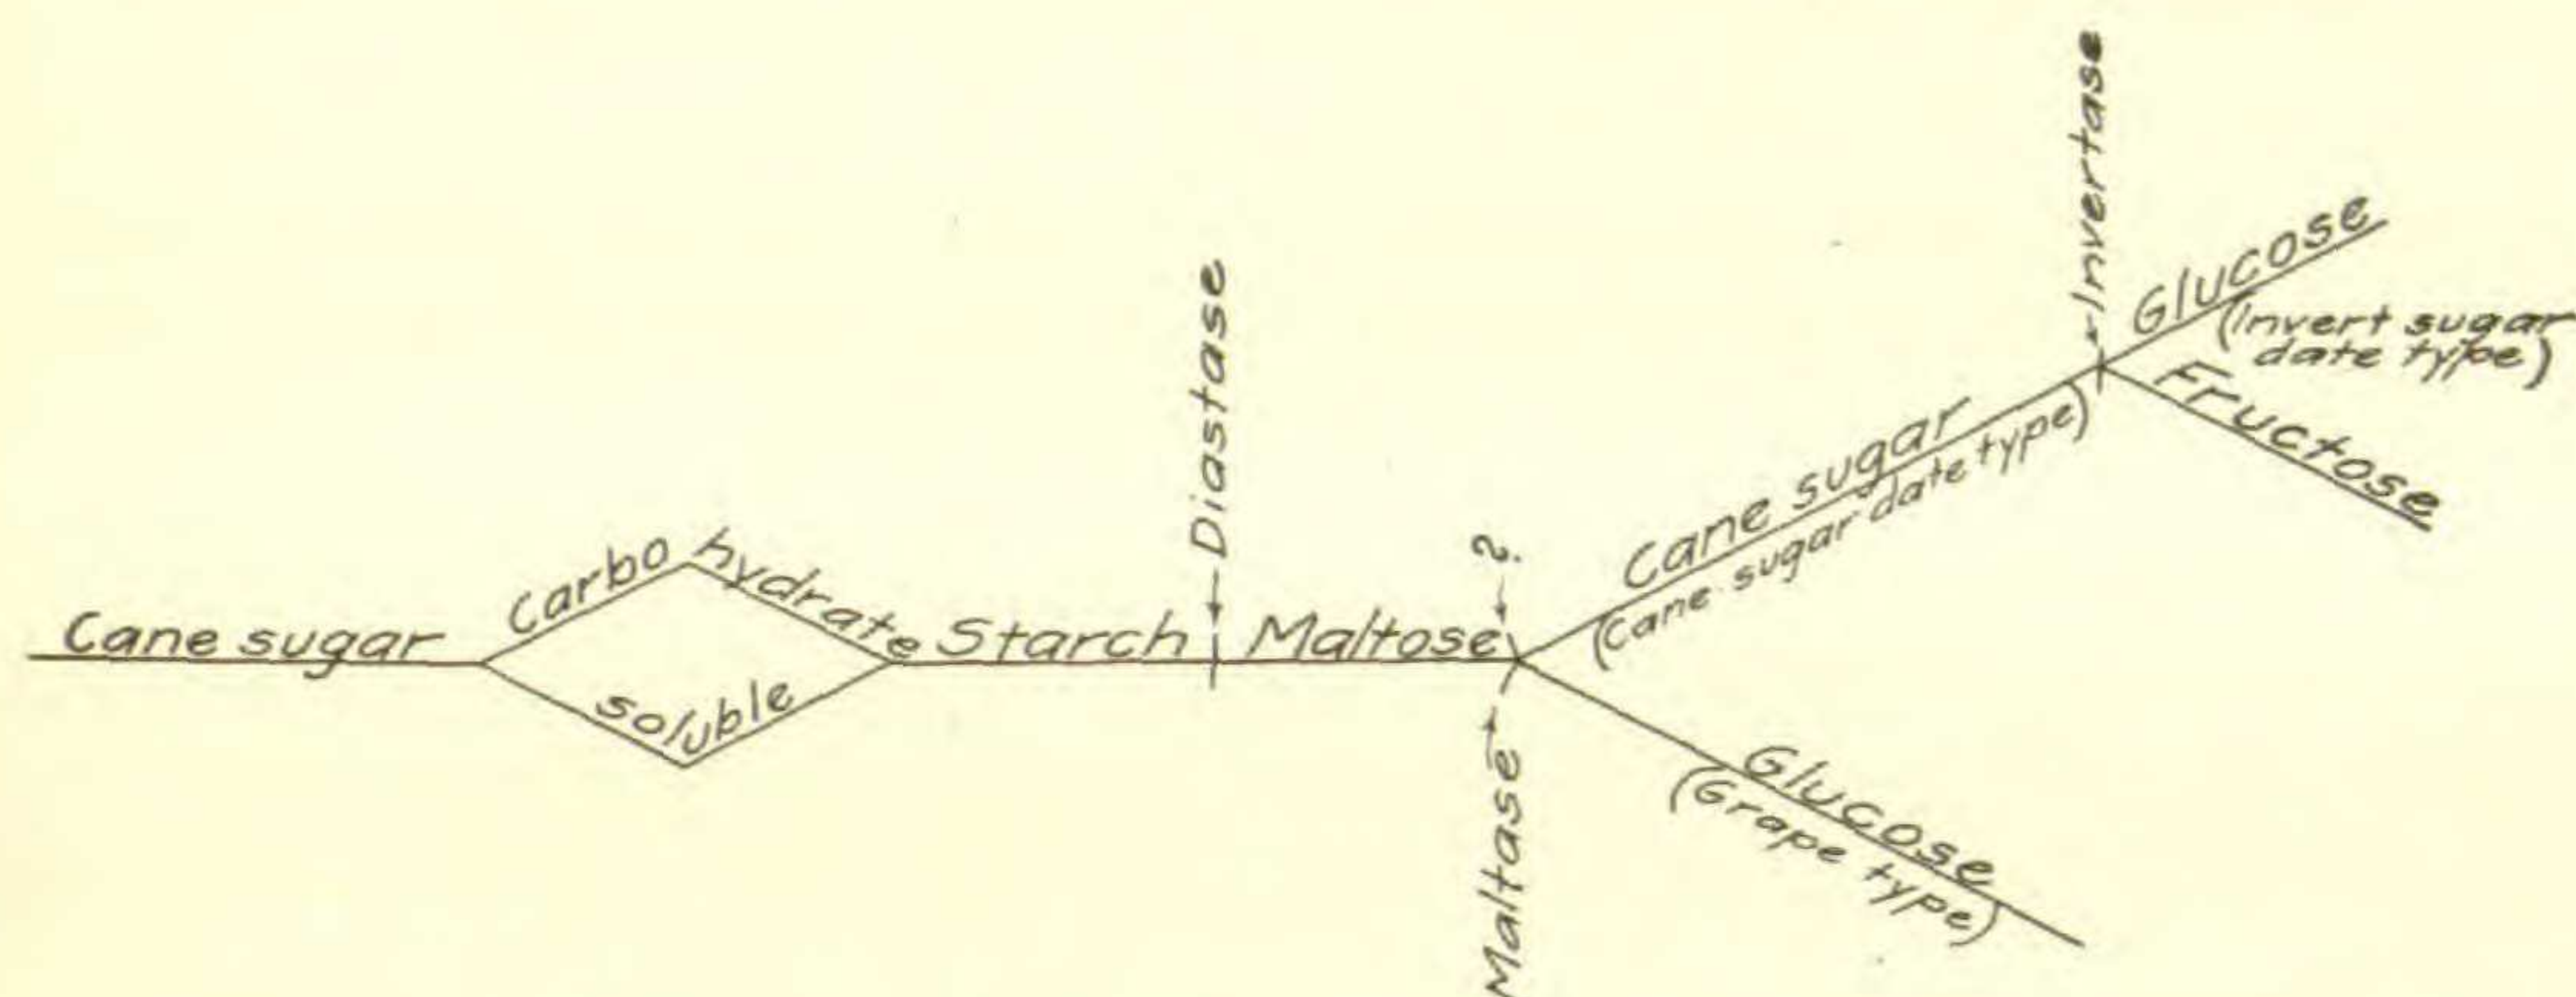 Cane sugar
Carbo hydrate
soluble
Starch
Diastase
Maltose
?
Maltase
Cane sugar
(Cane sugar date type)
Invertase
Glucose
(Invert sugar
date type)
Fructose
Glucose
(Grape type)